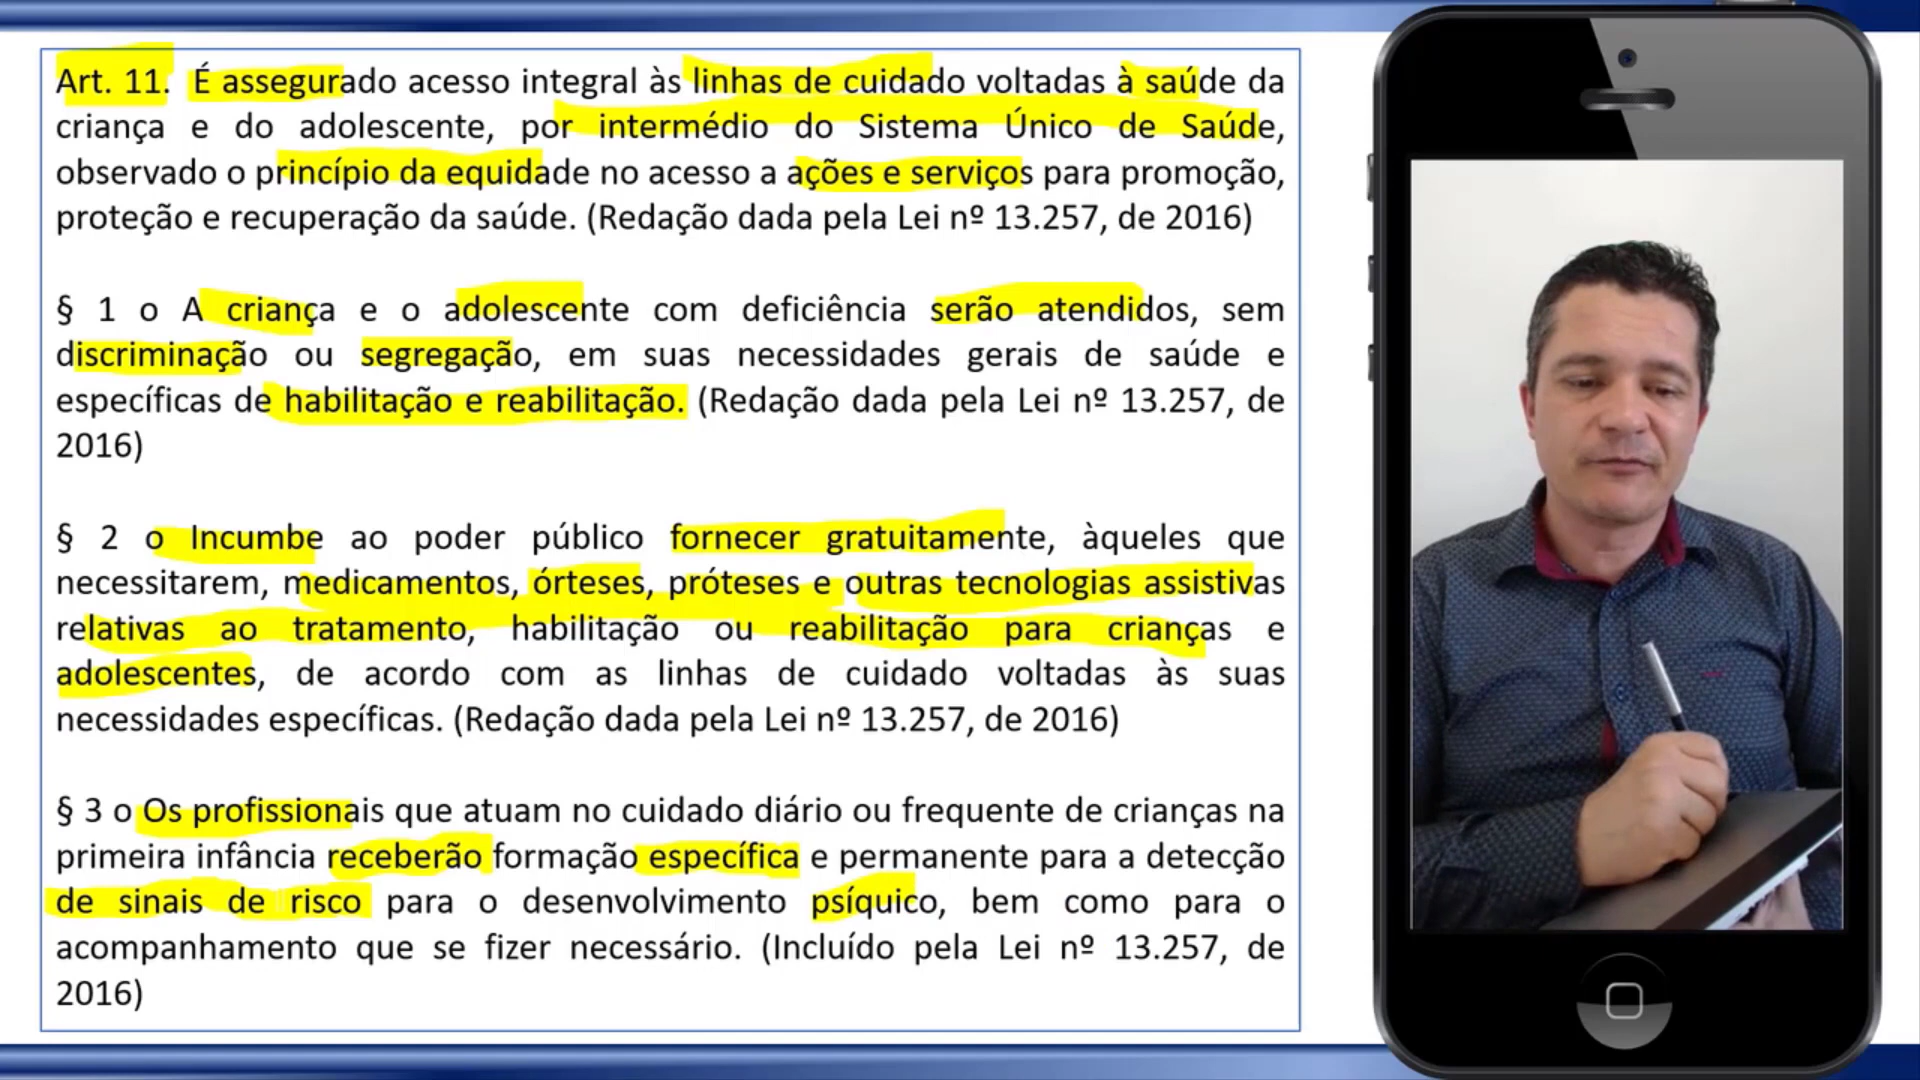 Art. 11. É assegurado acesso integral às linhas de cuidado voltadas à saúde da
criança e do adolescente, por intermédio do Sistema Único de Saúde,
observado o princípio da equidade no acesso a ações e serviços para promoção,
proteção e recuperação da saúde. (Redação dada pela Lei nº 13.257, de 2016)
§ 1 o A criança e o adolescente com deficiência serão atendidos, sem
discriminação ou segregação, em suas necessidades gerais de saúde e
específicas de habilitação e reabilitação. (Redação dada pela Lei nº 13.257, de
2016)
§ 2 o Incumbe ao poder público fornecer gratuitamente, àqueles que
necessitarem, medicamentos, órteses, próteses e outras tecnologias assistivas
relativas ao tratamento, habilitação ou reabilitação para crianças e
adolescentes, de acordo com as linhas de cuidado voltadas às suas
necessidades específicas. (Redação dada pela Lei nº 13.257, de 2016)
§ 3 o Os profissionais que atuam no cuidado diário ou frequente de crianças na
primeira infância receberão formação específica e permanente para a detecção
de sinais de risco para o desenvolvimento psíquico, bem como para o
acompanhamento que se fizer necessário. (Incluído pela Lei nº 13.257, de
2016)